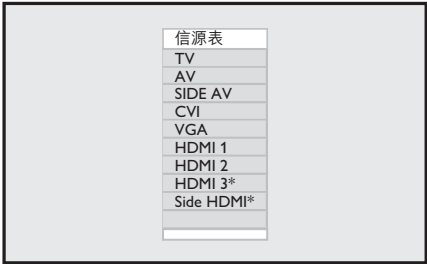 信源表
TV
AV
SIDE AV
CVI
VGA
HDMI 1
HDMI 2
HDMI 3*
Side HDMI*